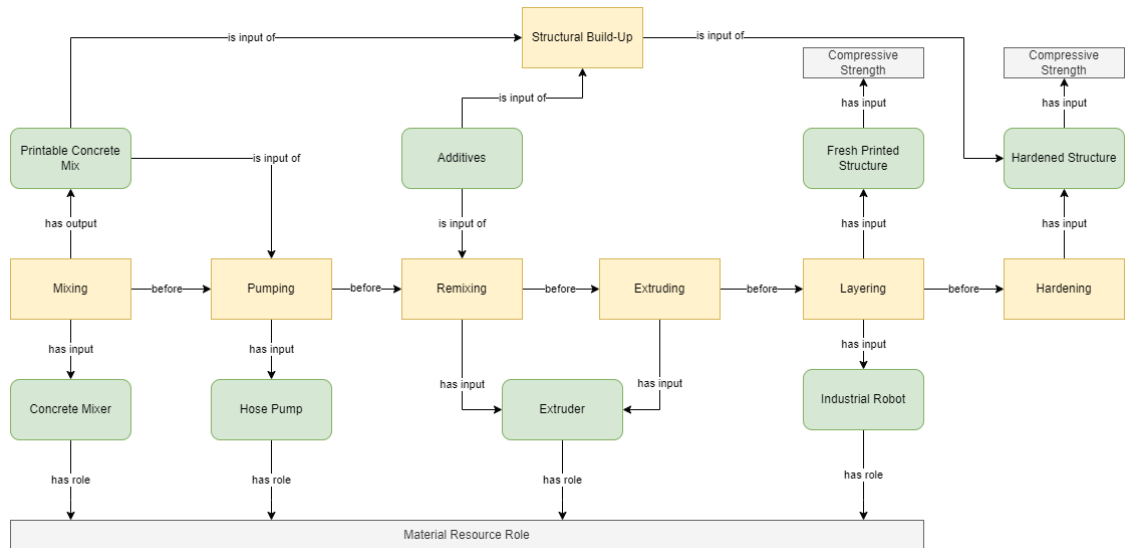 is input of
Structural Build-Up
is input of
Compressive
Strength
Compressive
Strength
is input of
has input
has input
Printable Concrete
Mix
is input of
Additives
Fresh Printed
Structure
Hardened Structure
has output
is input of
has input
has input
Mixing
before
Pumping
before
Remixing
before
Extruding
before
Layering
before
Hardening
has input
has input
has input
has input
has input
Concrete Mixer
Hose Pump
Extruder
Industrial Robot
has role
has role
has role
has role
Material Resource Role